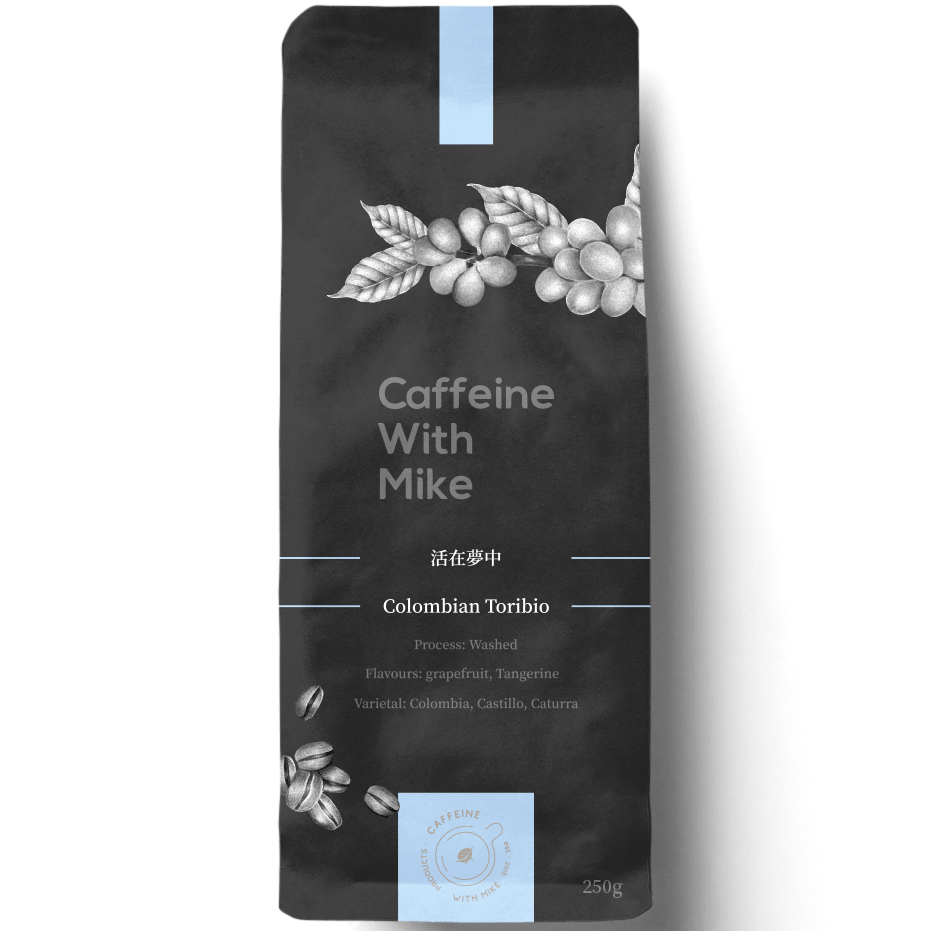 Caffeine
With
Mike
活在夢中
Colombian Toribio
Process: Washed
Flavours: grapefruit, Tangerine
Varietal: Colombia, Castillo, Caturra
CAFFEINE
WITH MIKE
PRODUCTS
250g